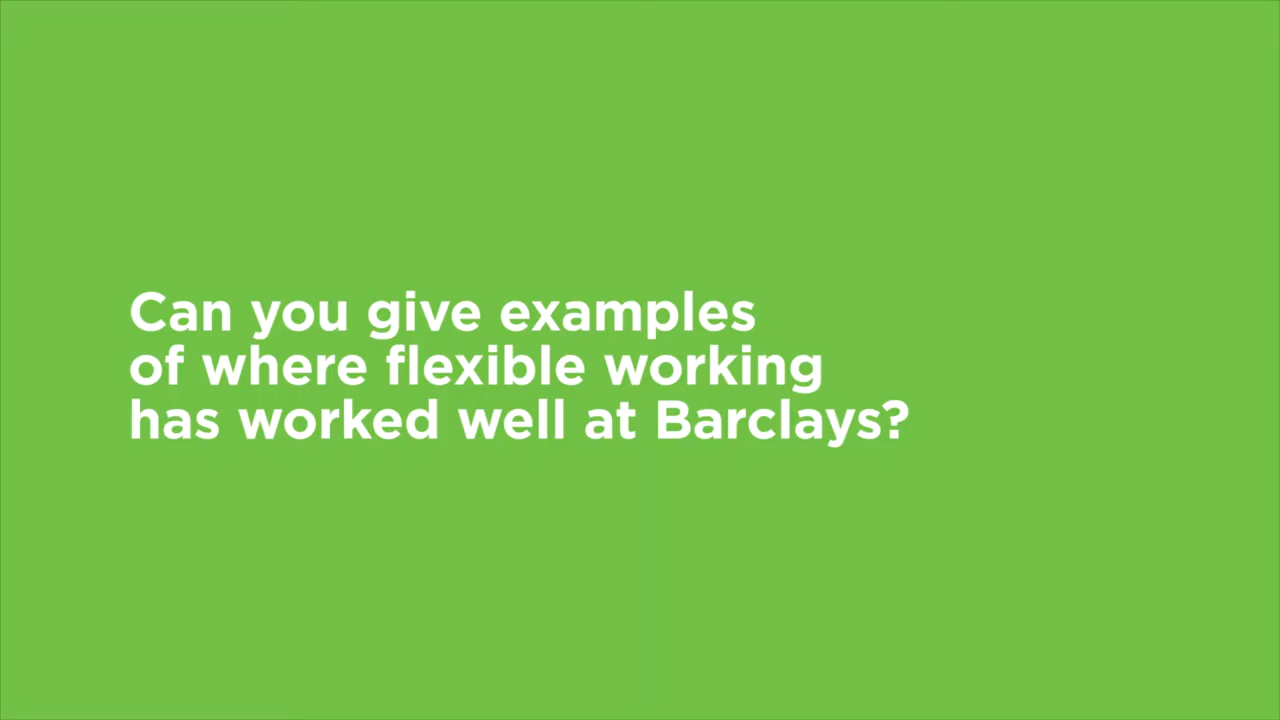 Can you give examples
of where flexible working
has worked well at Barclays?